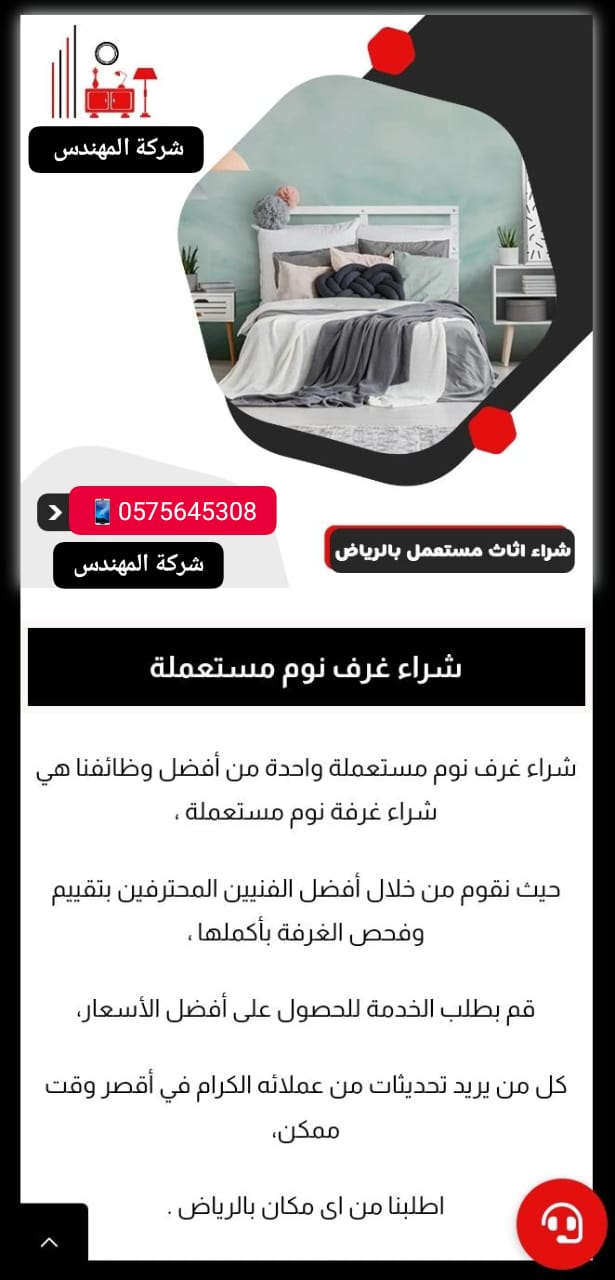 شركة المهندس
0575645308
شركة المهندس
شراء اثاث مستعمل بالرياض
شراء غرف نوم مستعملة
شراء غرف نوم مستعملة واحدة من أفضل وظائفنا هي
شراء غرفة نوم مستعملة ،
حيث نقوم من خلال أفضل الفنيين المحترفين بتقييم
وفحص الغرفة بأكملها ،
قم بطلب الخدمة للحصول على أفضل الأسعار،
كل من يريد تحديثات من عملائه الكرام في أقصر وقت
ممكن،
اطلبنا من اى مكان بالرياض .